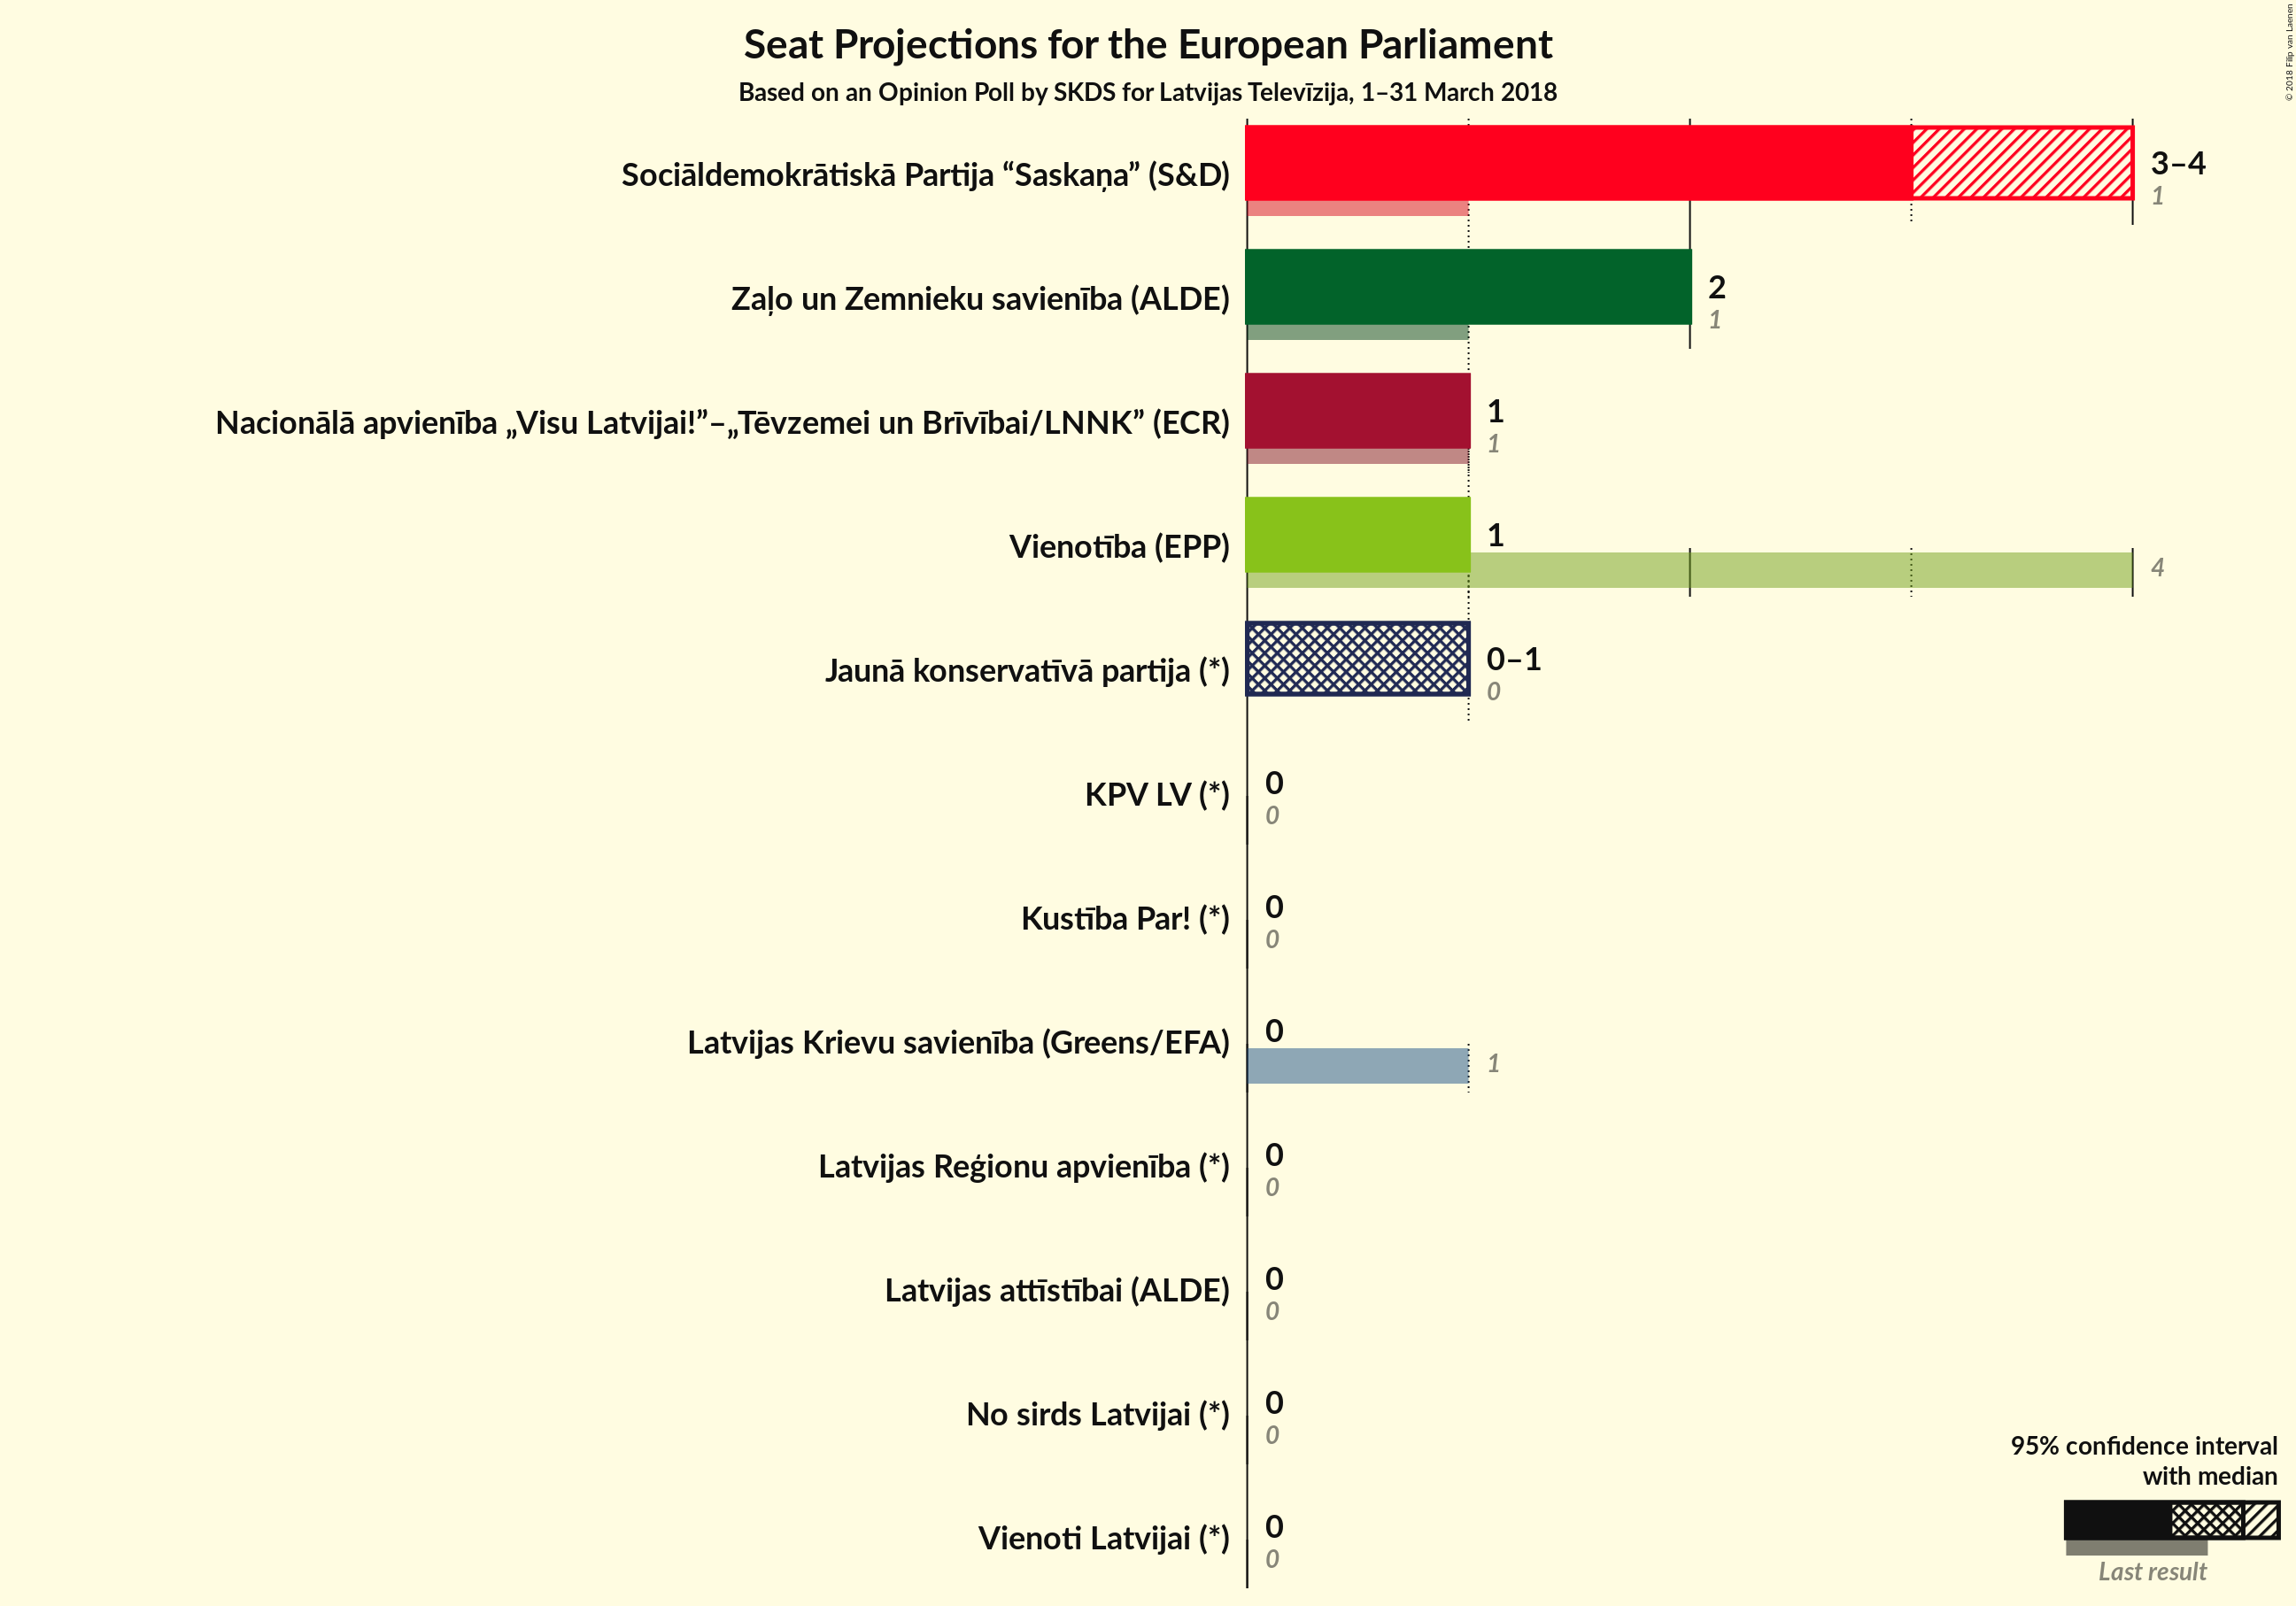 Seat Projections for the European Parliament
Based on an Opinion Poll by SKDS for Latvijas Televīzija, 1–31 March 2018
© 2018 Filip van Laenen
Sociāldemokrātiskā Partija “Saskaņa” (S&D)
3–4
1
Zaļo un Zemnieku savienība (ALDE)
2
1
Nacionālā apvienība „Visu Latvijai!”–„Tēvzemei un Brīvībai/LNNK” (ECR)
1
1
Vienotība (EPP)
1
4
Jaunā konservatīvā partija (*)
0–1
0
KPV LV (*)
0
0
Kustība Par! (*)
0
0
Latvijas Krievu savienība (Greens/EFA)
0
1
Latvijas Reģionu apvienība (*)
0
0
Latvijas attīstībai (ALDE)
0
0
No sirds Latvijai (*)
0
0
Vienoti Latvijai (*)
0
0
95% confidence interval
with median
Last result